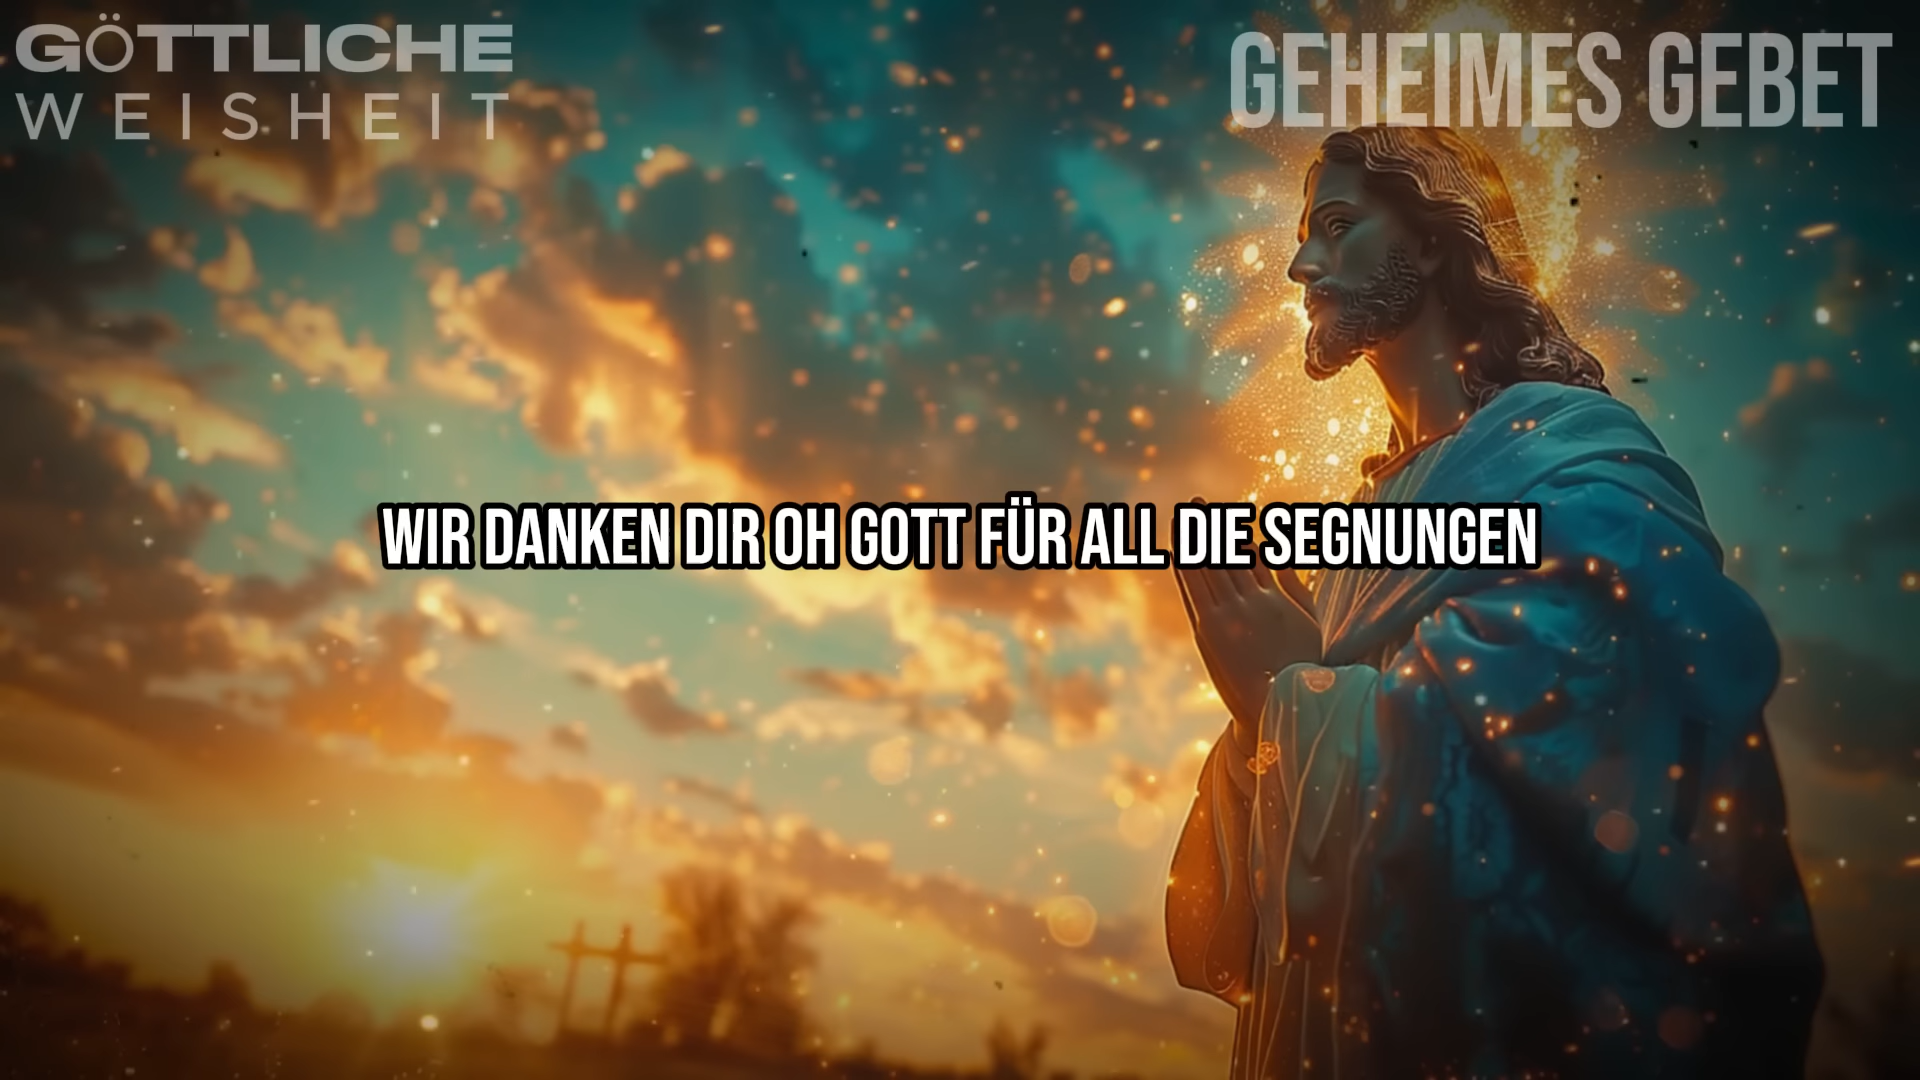 GÖTTLICHE
WEISHEIT
GEHEIMES GEBET
WIR DANKEN DIR OH GOTT FÜR ALL DIE SEGNUNGEN